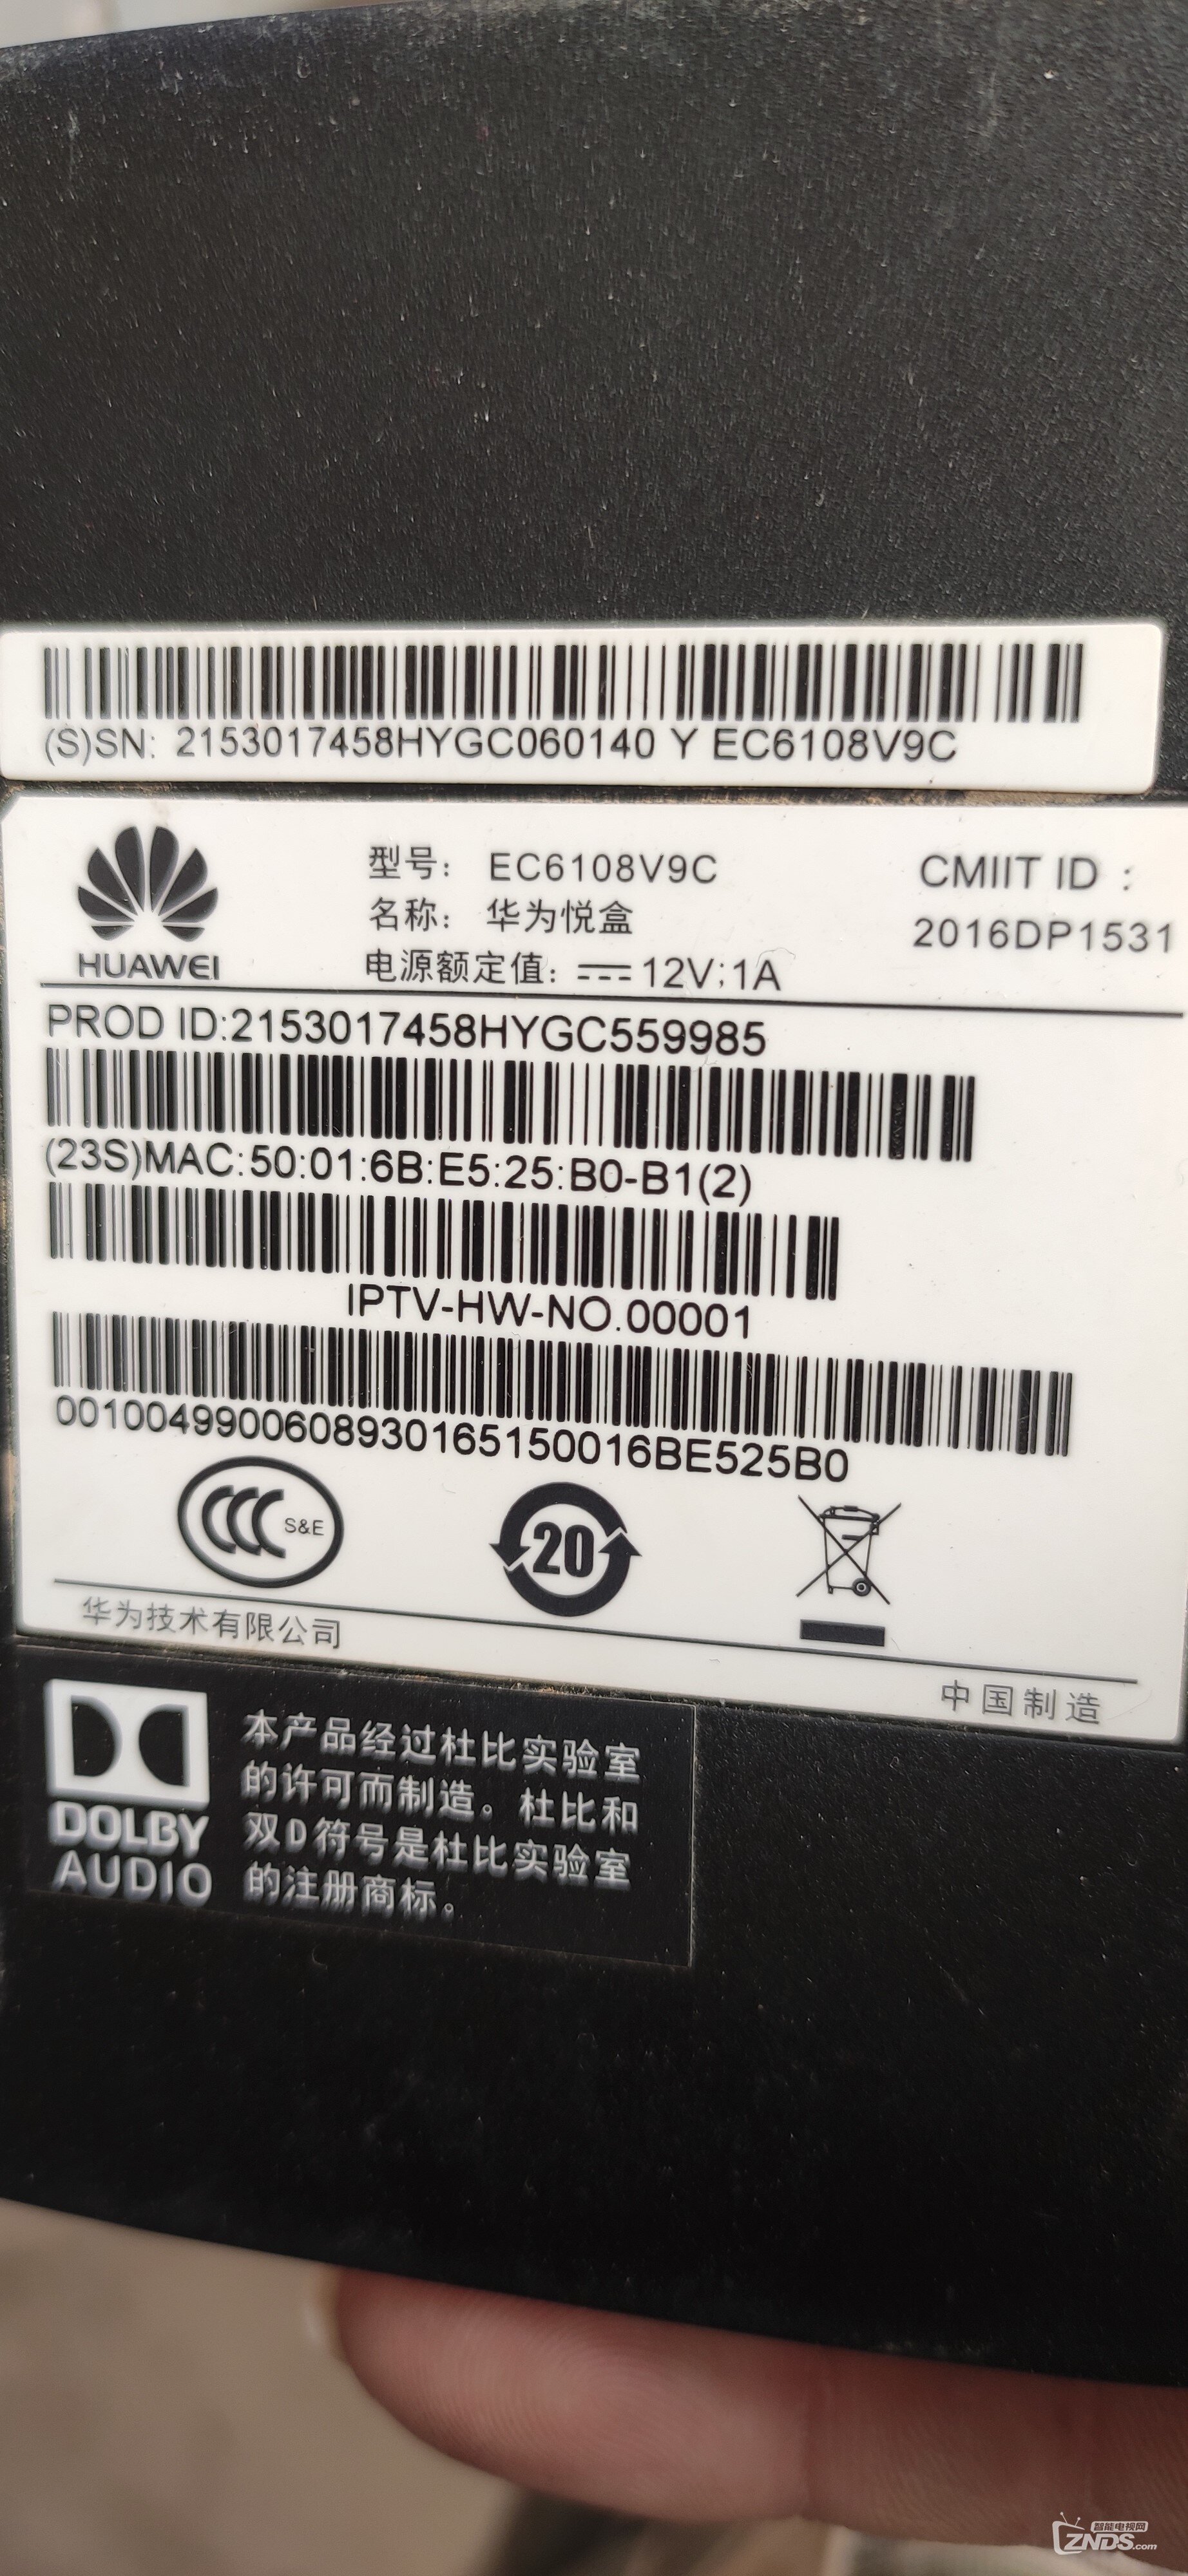 (S)SN: 2153017458HYGC060140 Y EC6108V9C
HUAWEI
型号: EC6108V9C
名称: 华为悦盒
电源额定值: 12V;1A
CMIIT ID :
2016DP1531
PROD ID:2153017458HYGC559985
(23S)MAC:50:01:6B:E5:25:B0-B1(2)
IPTV-HW-NO.00001
0010049900608930165150016BE525B0
S&E
20
华为技术有限公司
中国制造
DOLBY
AUDIO
本产品经过杜比实验室
的许可而制造。杜比和
双D符号是杜比实验室
的注册商标。
智能电视网
ZNDS.com